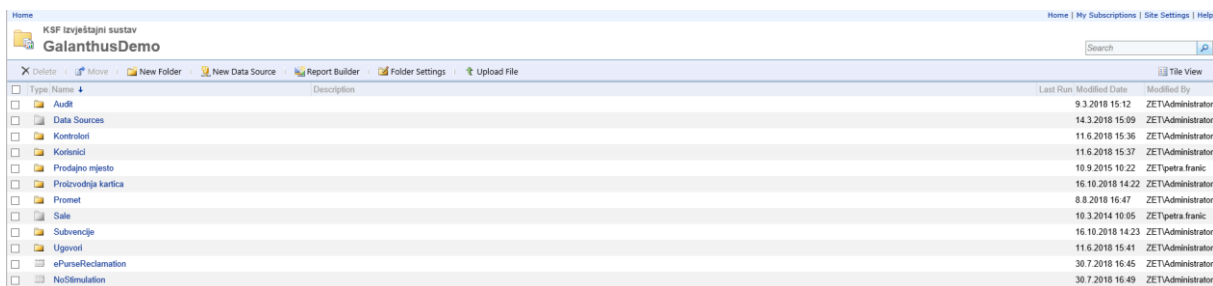 Home Home | My Subscriptions | Site Settings | Help
KSF Izvještajni sustav
GalanthusDemo
Search
Delete Move New Folder New Data Source Report Builder Folder Settings Upload File Tile View
Type Name Description Last Run Modified Date Modified By
Audit 9.3.2018 15:12 ZET\Administrator
Data Sources 14.3.2018 15:09 ZET\Administrator
Kontrolori 11.6.2018 15:36 ZET\Administrator
Korisnici 11.6.2018 15:37 ZET\Administrator
Prodajno mjesto 10.9.2015 10:22 ZET\petra.franic
Proizvodnja kartica 16.10.2018 14:22 ZET\Administrator
Promet 8.8.2018 16:47 ZET\Administrator
Sale 10.3.2014 10:05 ZET\petra.franic
Subvencije 16.10.2018 14:23 ZET\Administrator
Ugovori 11.6.2018 15:41 ZET\Administrator
ePurseReclamation 30.7.2018 16:45 ZET\Administrator
NoStimulation 30.7.2018 16:49 ZET\Administrator